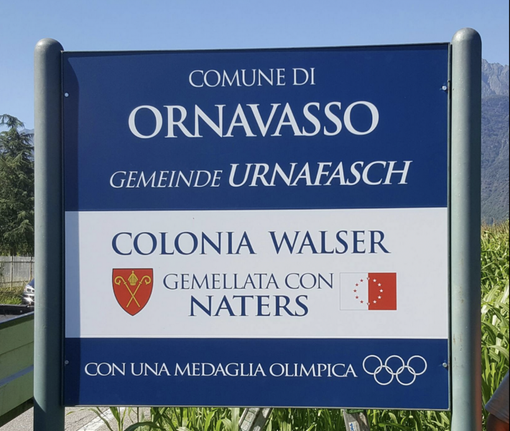 COMUNE DI
ORNAVASSO
GEMEINDE URNAFASCH
COLONIA WALSER
GEMELLATA CON
NATERS
CON UNA MEDAGLIA OLIMPICA